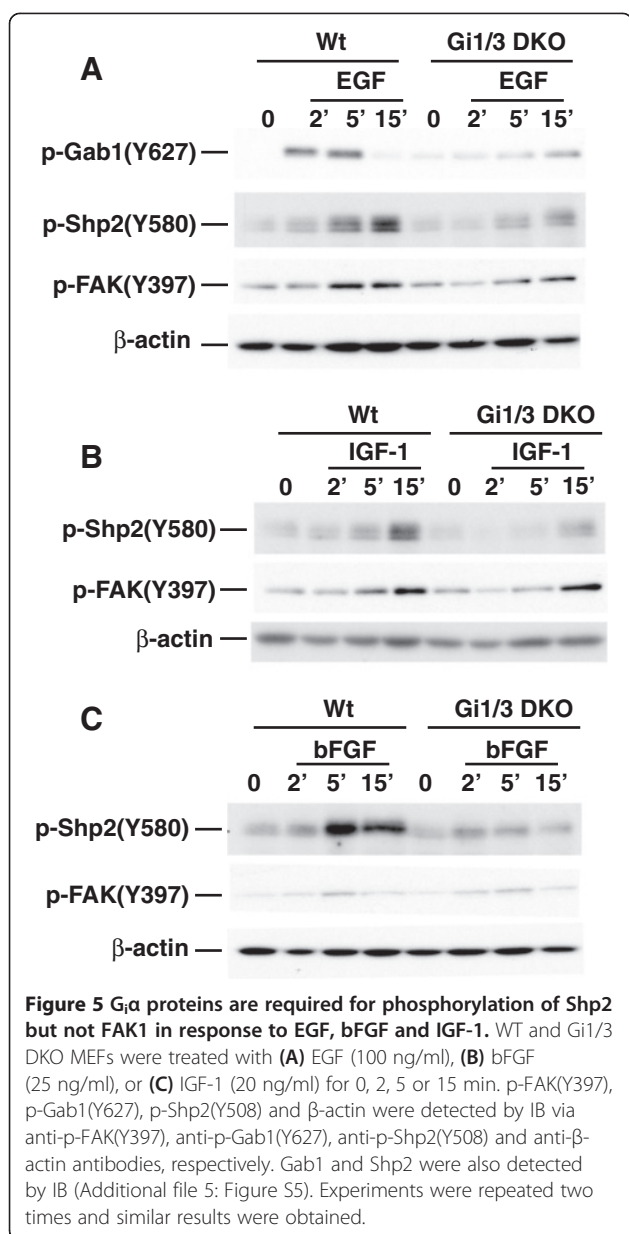 A
Wt Gi1/3 DKO
EGF EGF
0 2’ 5’ 15’ 0 2’ 5’ 15’
p-Gab1(Y627)
p-Shp2(Y580)
p-FAK(Y397)
β-actin
B
Wt Gi1/3 DKO
IGF-1 IGF-1
0 2’ 5’ 15’ 0 2’ 5’ 15’
p-Shp2(Y580)
p-FAK(Y397)
β-actin
C
Wt Gi1/3 DKO
bFGF bFGF
0 2’ 5’ 15’ 0 2’ 5’ 15’
p-Shp2(Y580)
p-FAK(Y397)
β-actin
Figure 5 Giα proteins are required for phosphorylation of Shp2
but not FAK1 in response to EGF, bFGF and IGF-1. WT and Gi1/3
DKO MEFs were treated with (A) EGF (100 ng/ml), (B) bFGF
(25 ng/ml), or (C) IGF-1 (20 ng/ml) for 0, 2, 5 or 15 min. p-FAK(Y397),
p-Gab1(Y627), p-Shp2(Y508) and β-actin were detected by IB via
anti-p-FAK(Y397), anti-p-Gab1(Y627), anti-p-Shp2(Y508) and anti-β-
actin antibodies, respectively. Gab1 and Shp2 were also detected
by IB (Additional file 5: Figure S5). Experiments were repeated two
times and similar results were obtained.